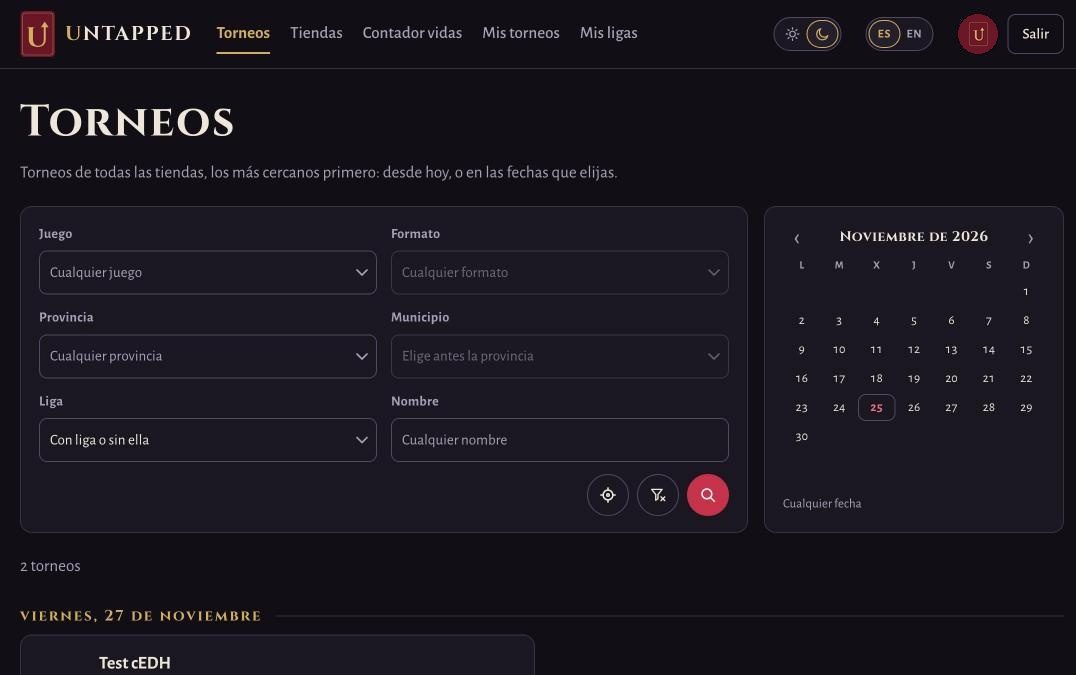 U UNTAPPED Torneos Tiendas Contador vidas Mis torneos Mis ligas ES EN U Salir
Torneos
Torneos de todas las tiendas, los más cercanos primero: desde hoy, o en las fechas que elijas.
Juego Formato
Cualquier juego Cualquier formato
Provincia Municipio
Cualquier provincia Elige antes la provincia
Liga Nombre
Con liga o sin ella Cualquier nombre
‹ Noviembre de 2026 ›
L M X J V S D
1
2 3 4 5 6 7 8
9 10 11 12 13 14 15
16 17 18 19 20 21 22
23 24 25 26 27 28 29
30
Cualquier fecha
2 torneos
VIERNES, 27 DE NOVIEMBRE
Test cEDH